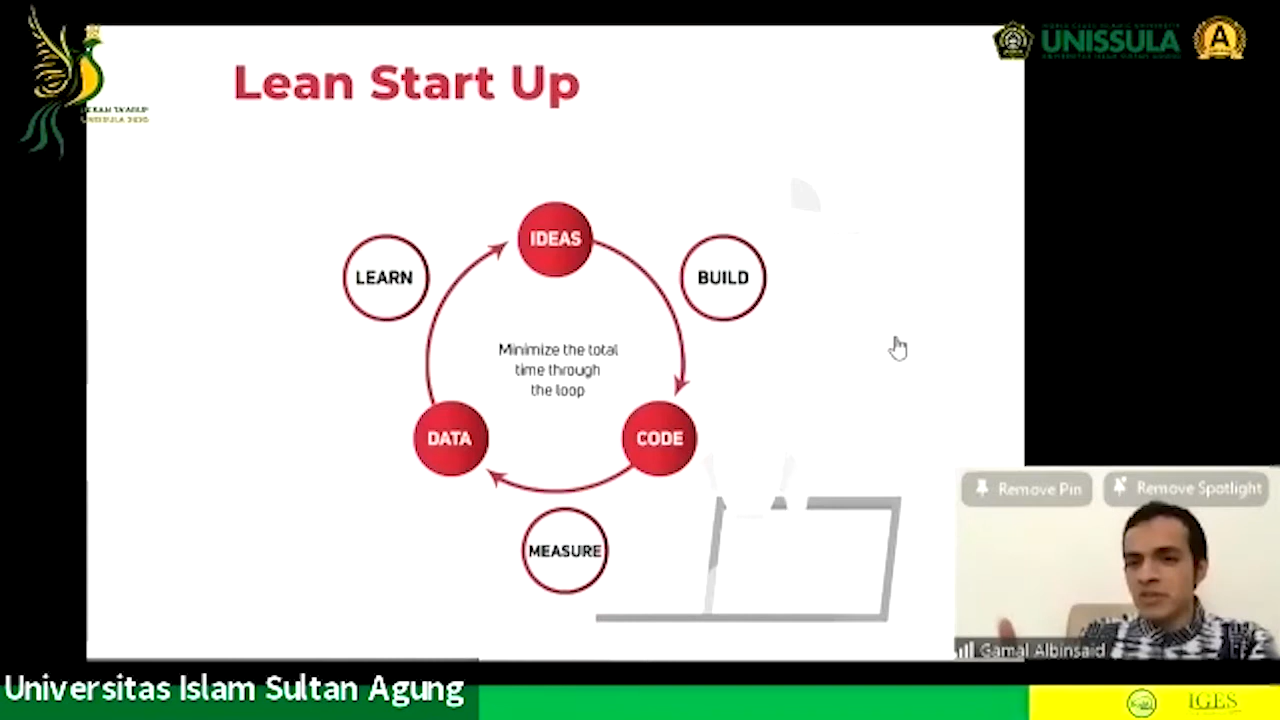 Lean Start Up
UNISSULA
A
IDEAS
LEARN
BUILD
Minimize the total
time through
the loop
DATA
CODE
MEASURE
Remove Pin
Remove Spotlight
Gamal Albinsaid
Universitas Islam Sultan Agung
IGES